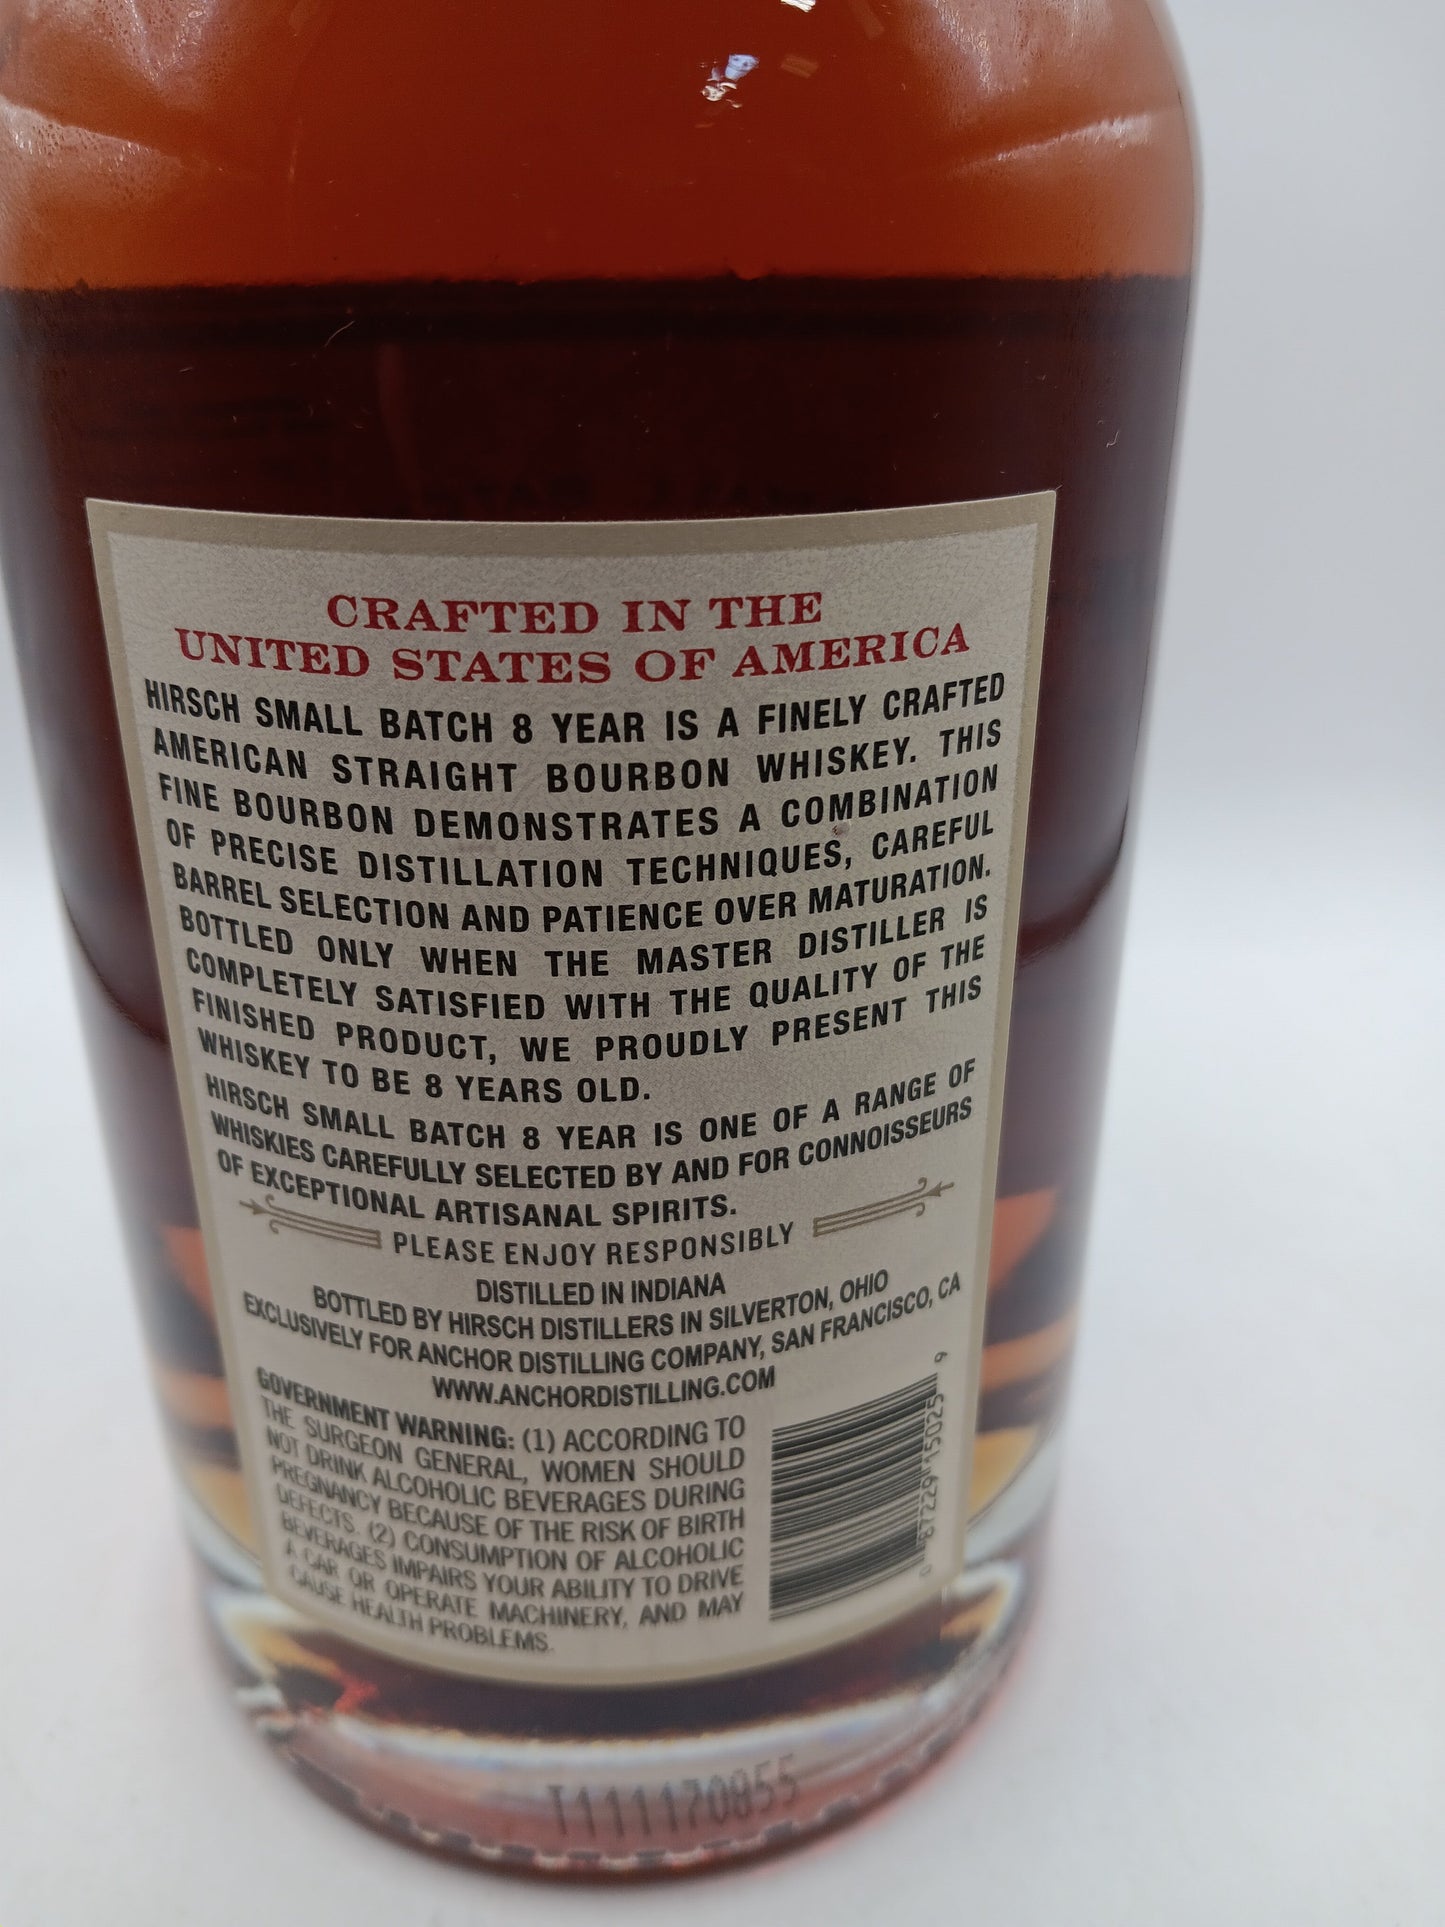 CRAFTED IN THE
UNITED STATES OF AMERICA
HIRSCH SMALL BATCH 8 YEAR IS A FINELY CRAFTED
AMERICAN STRAIGHT BOURBON WHISKEY. THIS
FINE BOURBON DEMONSTRATES A COMBINATION
OF PRECISE DISTILLATION TECHNIQUES, CAREFUL
BARREL SELECTION AND PATIENCE OVER MATURATION.
BOTTLED ONLY WHEN THE MASTER DISTILLER IS
COMPLETELY SATISFIED WITH THE QUALITY OF THE
FINISHED PRODUCT, WE PROUDLY PRESENT THIS
WHISKEY TO BE 8 YEARS OLD.
HIRSCH SMALL BATCH 8 YEAR IS ONE OF A RANGE OF
WHISKIES CAREFULLY SELECTED BY AND FOR CONNOISSEURS
OF EXCEPTIONAL ARTISANAL SPIRITS.
PLEASE ENJOY RESPONSIBLY
DISTILLED IN INDIANA
BOTTLED BY HIRSCH DISTILLERS IN SILVERTON, OHIO
EXCLUSIVELY FOR ANCHOR DISTILLING COMPANY, SAN FRANCISCO, CA
WWW.ANCHORDISTILLING.COM
GOVERNMENT WARNING: (1) ACCORDING TO
THE SURGEON GENERAL, WOMEN SHOULD
NOT DRINK ALCOHOLIC BEVERAGES DURING
PREGNANCY BECAUSE OF THE RISK OF BIRTH
DEFECTS. (2) CONSUMPTION OF ALCOHOLIC
BEVERAGES IMPAIRS YOUR ABILITY TO DRIVE
A CAR OR OPERATE MACHINERY, AND MAY
CAUSE HEALTH PROBLEMS.
0 87229 15025 9
T111170855